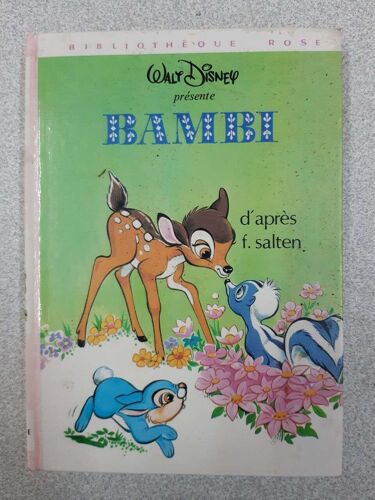 BIBLIOTHÈQUE ROSE
WALT DISNEY
présente
BAMBI
d'après
f. salten